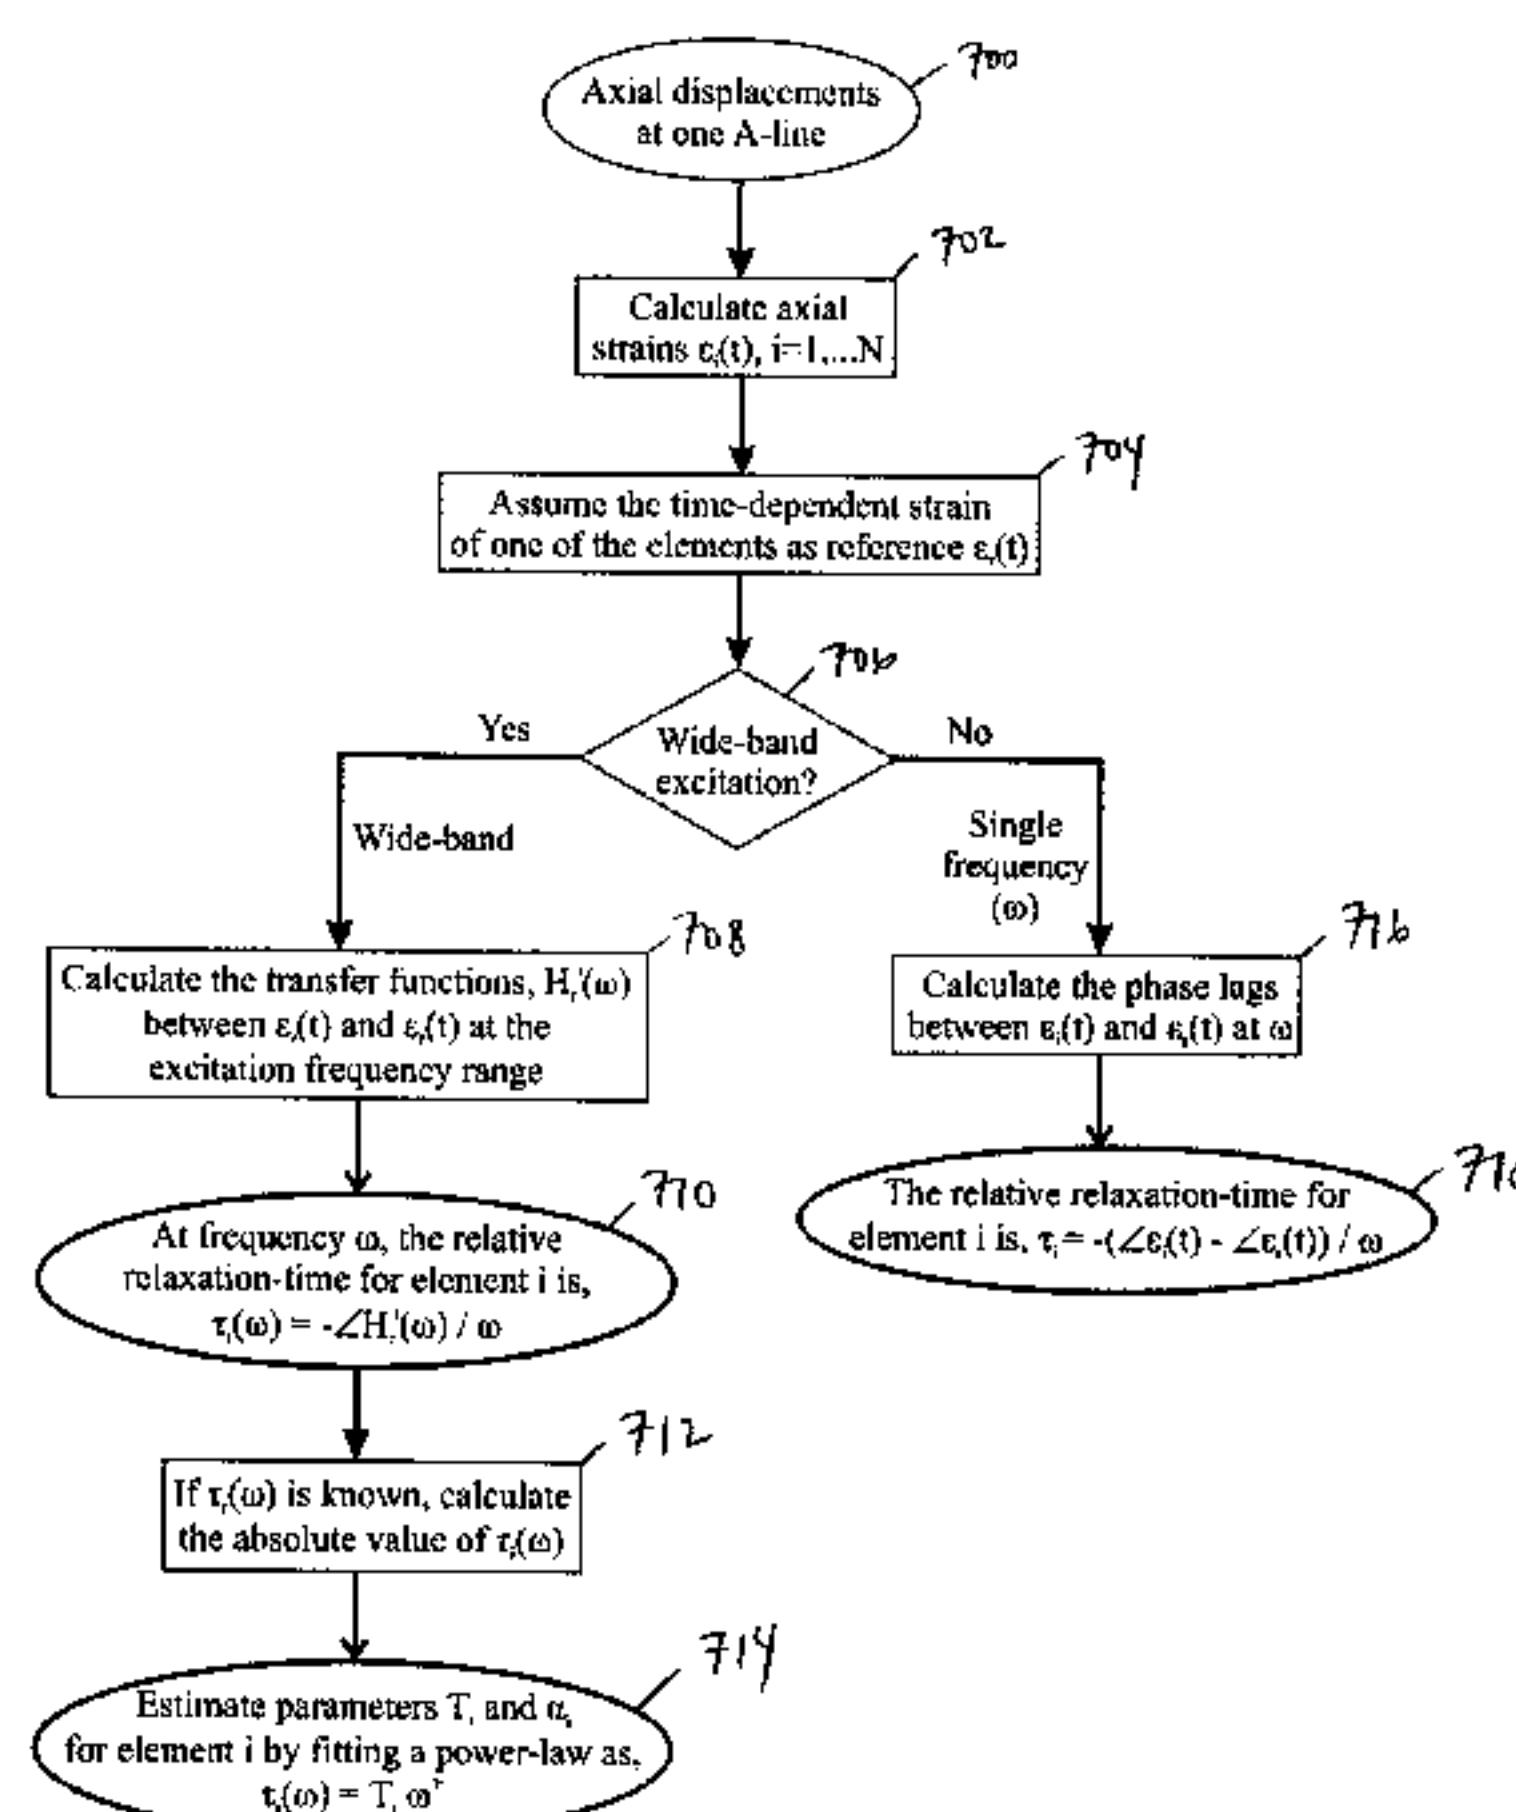 700
Axial displacements
at one A-line
702
Calculate axial
strains εᵢ(t), i=1,...N
704
Assume the time-dependent strain
of one of the elements as reference εᵣ(t)
706
Wide-band
excitation?
Yes
No
Wide-band
Single
frequency
(ω)
708
Calculate the transfer functions, Hᵣⁱ(ω)
between εᵢ(t) and εᵣ(t) at the
excitation frequency range
716
Calculate the phase lags
between εᵢ(t) and εᵣ(t) at ω
710
At frequency ω, the relative
relaxation-time for element i is,
τᵢ(ω) = -∠Hᵣⁱ(ω) / ω
The relative relaxation-time for
element i is, τᵢ = -(∠εᵢ(t) - ∠εᵣ(t)) / ω
712
If τᵣ(ω) is known, calculate
the absolute value of τᵢ(ω)
714
Estimate parameters Tᵢ and αᵢ
for element i by fitting a power-law as,